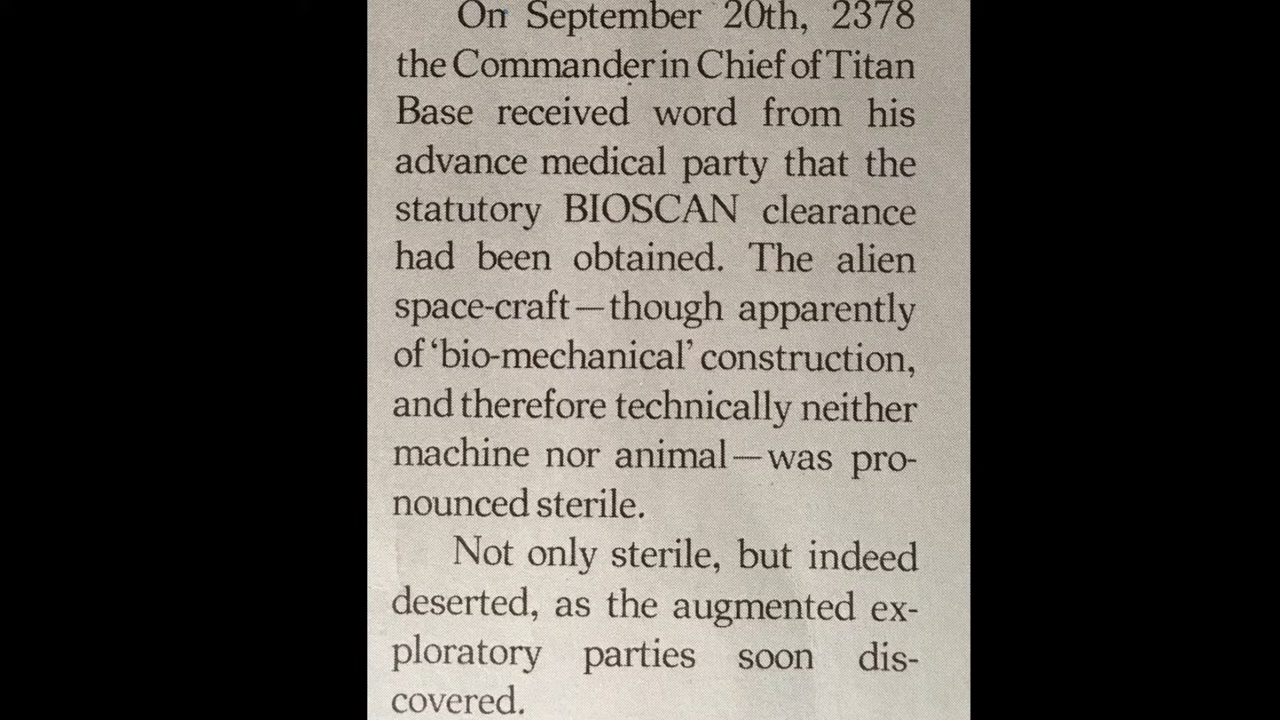 On September 20th, 2378
the Commander in Chief of Titan
Base received word from his
advance medical party that the
statutory BIOSCAN clearance
had been obtained. The alien
space-craft—though apparently
of ‘bio-mechanical’ construction,
and therefore technically neither
machine nor animal—was pro-
nounced sterile.
Not only sterile, but indeed
deserted, as the augmented ex-
ploratory parties soon dis-
covered.